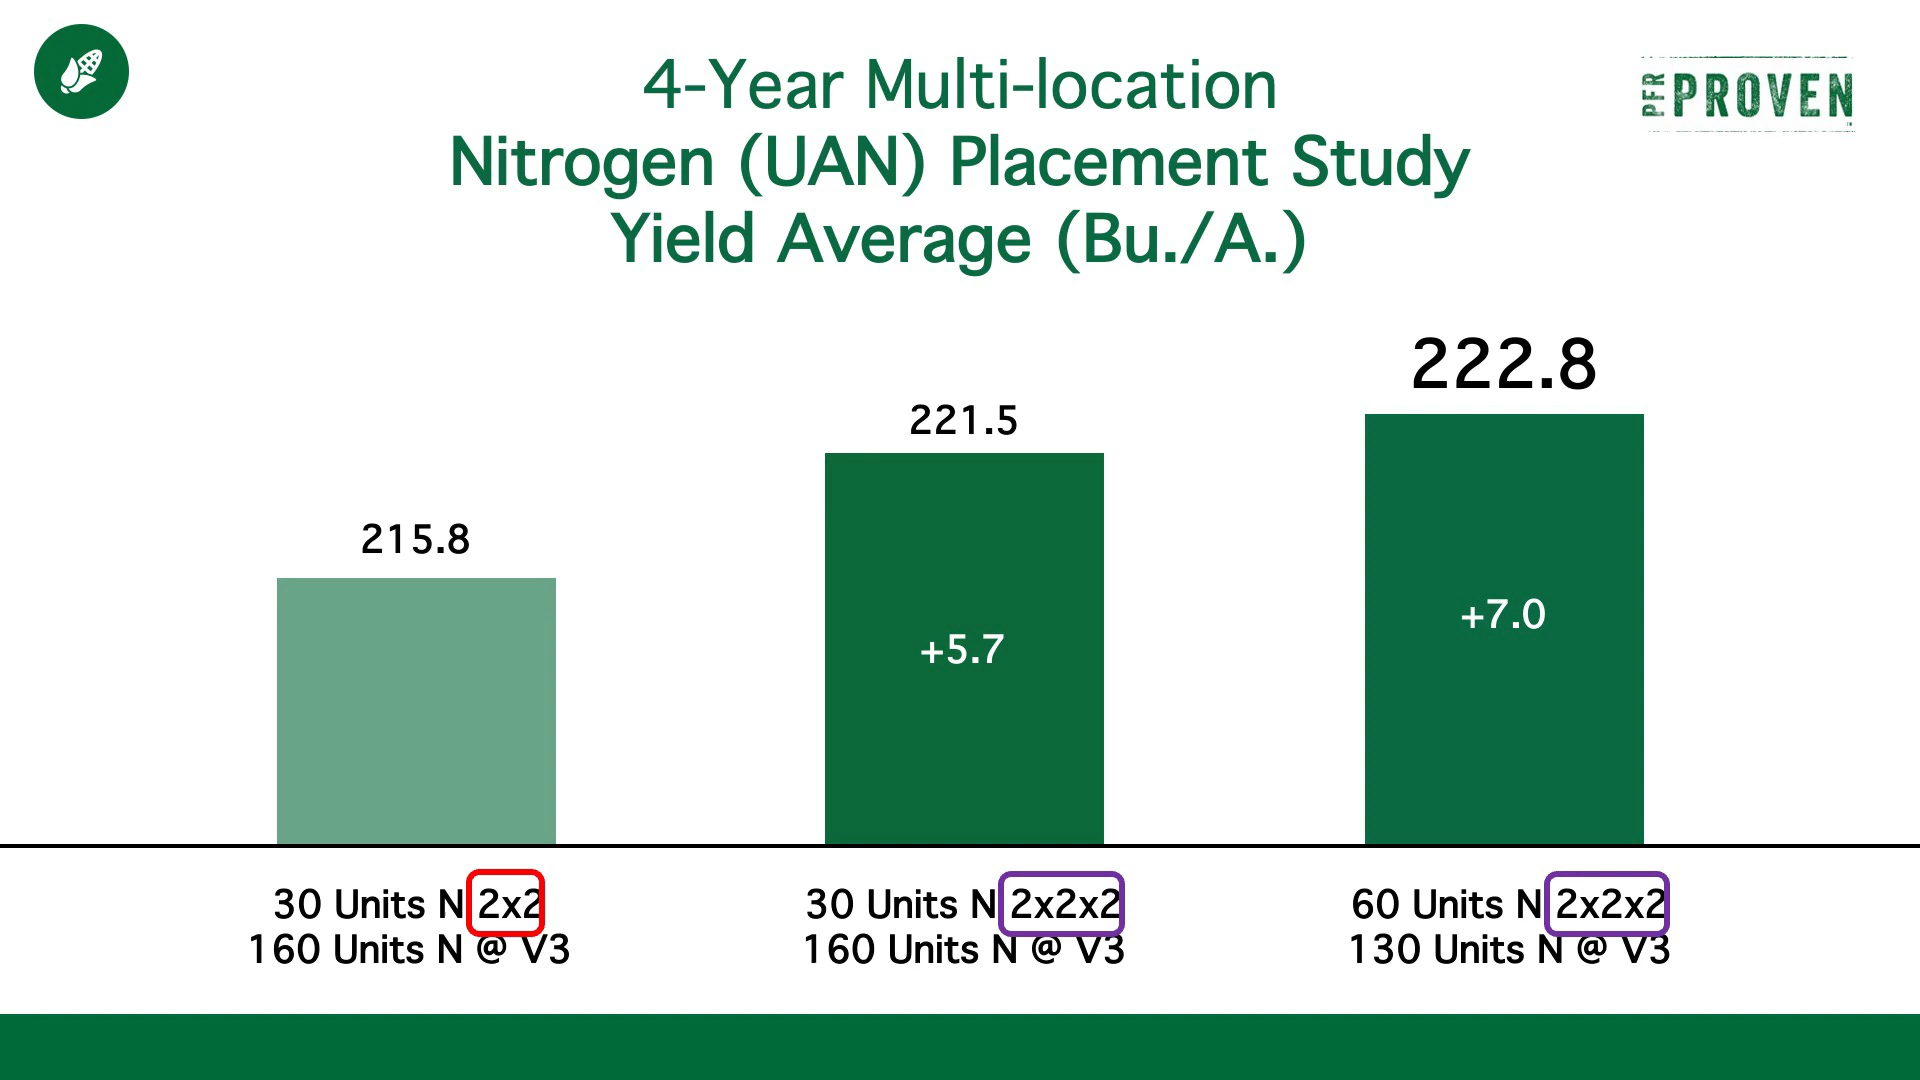 4-Year Multi-location
Nitrogen (UAN) Placement Study
Yield Average (Bu./A.)
PFR PROVEN
215.8
221.5
222.8
+5.7
+7.0
30 Units N 2x2
160 Units N @ V3
30 Units N 2x2x2
160 Units N @ V3
60 Units N 2x2x2
130 Units N @ V3